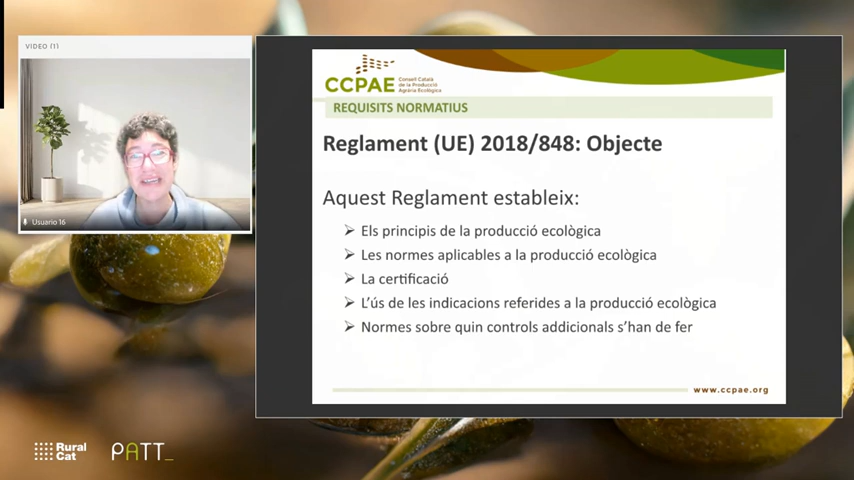 VIDEO (1)
Usuario 16
CCPAE
Consell Català
de la Producció
Agrària Ecològica
REQUISITS NORMATIUS
Reglament (UE) 2018/848: Objecte
Aquest Reglament estableix:
Els principis de la producció ecològica
Les normes aplicables a la producció ecològica
La certificació
L'ús de les indicacions referides a la producció ecològica
Normes sobre quin controls addicionals s'han de fer
www.ccpae.org
Rural
Cat
PATT_